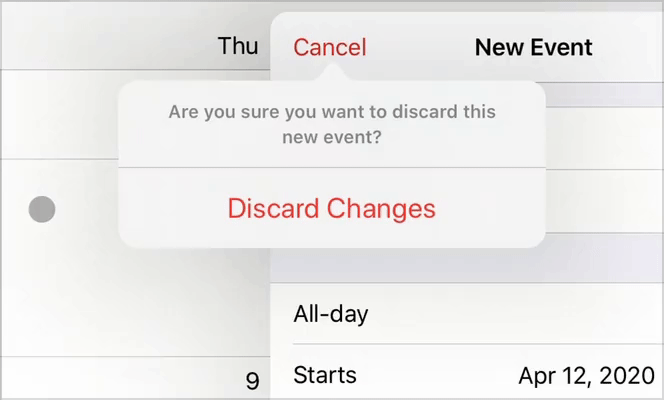 Thu
Cancel
New Event
Are you sure you want to discard this
new event?
Discard Changes
All-day
Starts
Apr 12, 2020
9